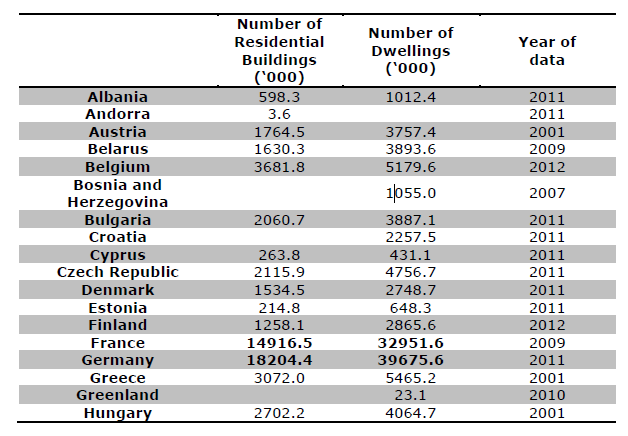 Number of Residential Buildings (‘000) Number of Dwellings (‘000) Year of data
Albania 598.3 1012.4 2011
Andorra 3.6 2011
Austria 1764.5 3757.4 2001
Belarus 1630.3 3893.6 2009
Belgium 3681.8 5179.6 2012
Bosnia and Herzegovina 1055.0 2007
Bulgaria 2060.7 3887.1 2011
Croatia 2257.5 2011
Cyprus 263.8 431.1 2011
Czech Republic 2115.9 4756.7 2011
Denmark 1534.5 2748.7 2011
Estonia 214.8 648.3 2011
Finland 1258.1 2865.6 2012
France 14916.5 32951.6 2009
Germany 18204.4 39675.6 2011
Greece 3072.0 5465.2 2001
Greenland 23.1 2010
Hungary 2702.2 4064.7 2001